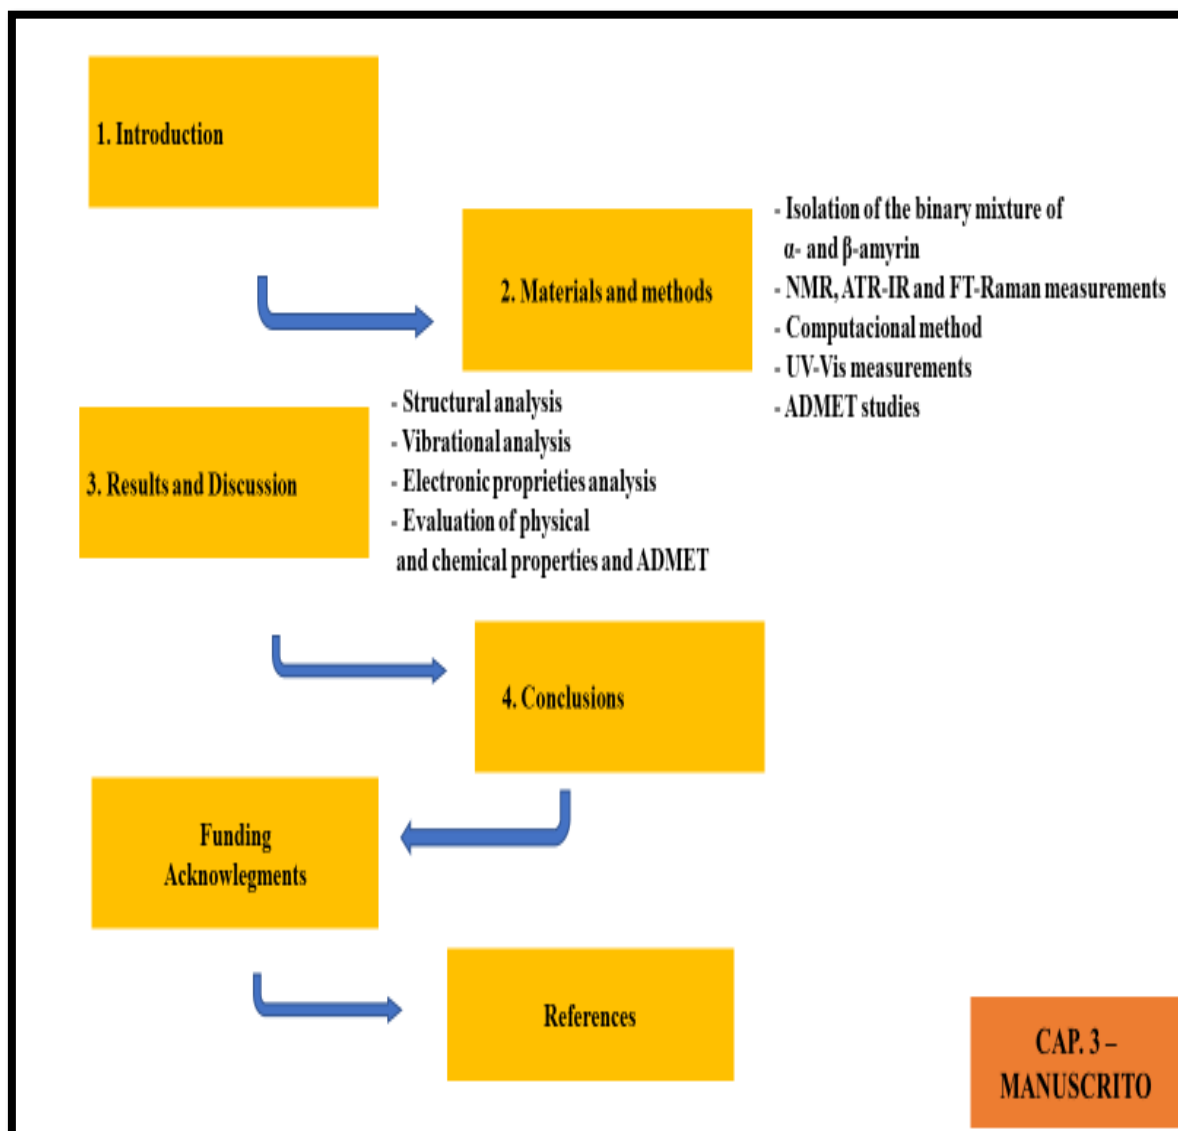 1. Introduction
2. Materials and methods
- Isolation of the binary mixture of
α- and β-amyrin
- NMR, ATR-IR and FT-Raman measurements
- Computacional method
- UV-Vis measurements
- ADMET studies
3. Results and Discussion
- Structural analysis
- Vibrational analysis
- Electronic proprieties analysis
- Evaluation of physical
and chemical properties and ADMET
4. Conclusions
Funding
Acknowlegments
References
CAP. 3 –
MANUSCRITO